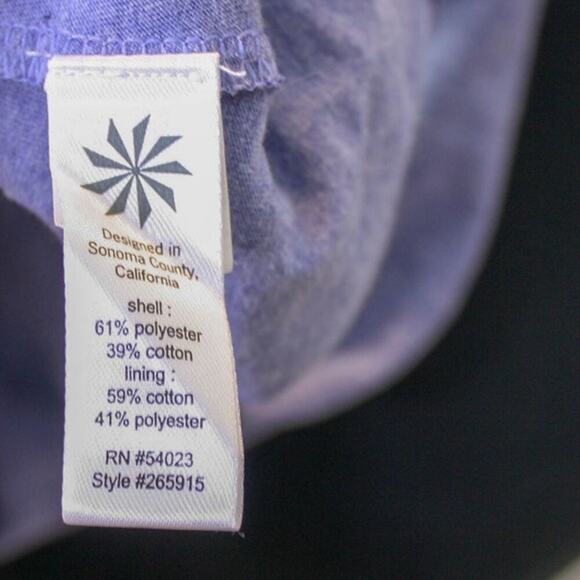 Designed in
Sonoma County,
California
shell :
61% polyester
39% cotton
lining :
59% cotton
41% polyester
RN #54023
Style #265915